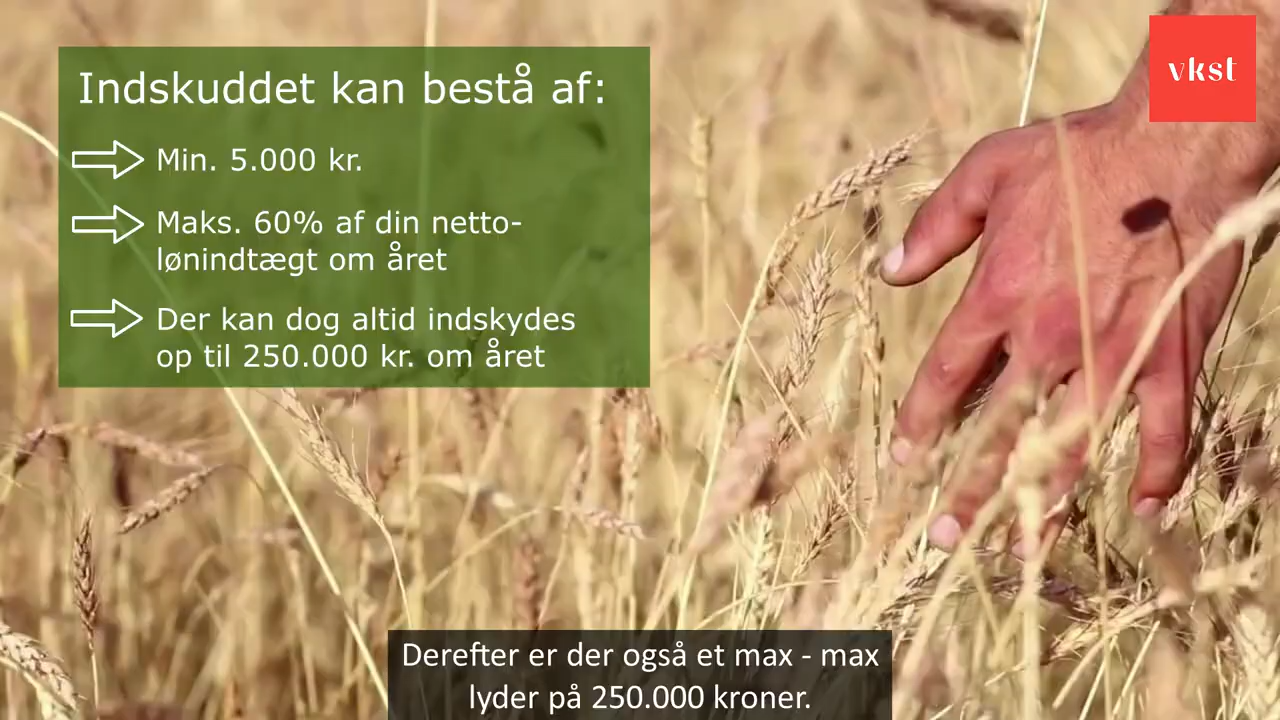 Indskuddet kan bestå af:
Min. 5.000 kr.
Maks. 60% af din netto-
lønindtægt om året
Der kan dog altid indskydes
op til 250.000 kr. om året
vkst
Derefter er der også et max - max
lyder på 250.000 kroner.